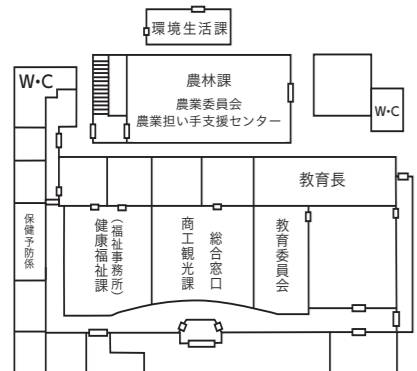 環境生活課
W・C
農林課
農業委員会
農業担い手支援センター
W・C
教育長
保健予防係
健康福祉課
(福祉事務所)
商工観光課
総合窓口
教育委員会